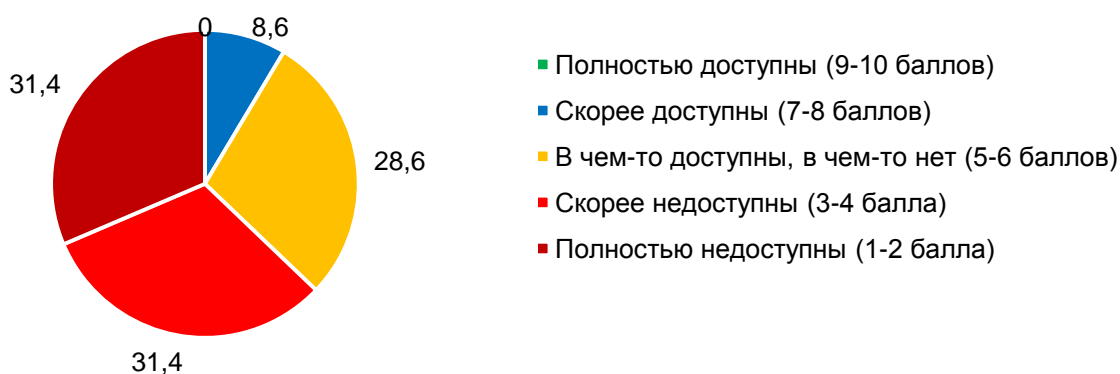 0
8,6
31,4
28,6
31,4
Полностью доступны (9-10 баллов)
Скорее доступны (7-8 баллов)
В чем-то доступны, в чем-то нет (5-6 баллов)
Скорее недоступны (3-4 балла)
Полностью недоступны (1-2 балла)